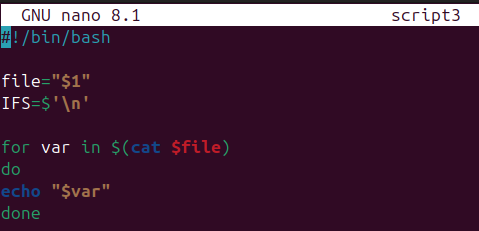 GNU nano 8.1 script3
#!/bin/bash
file="$1"
IFS=$'\n'
for var in $(cat $file)
do
echo "$var"
done